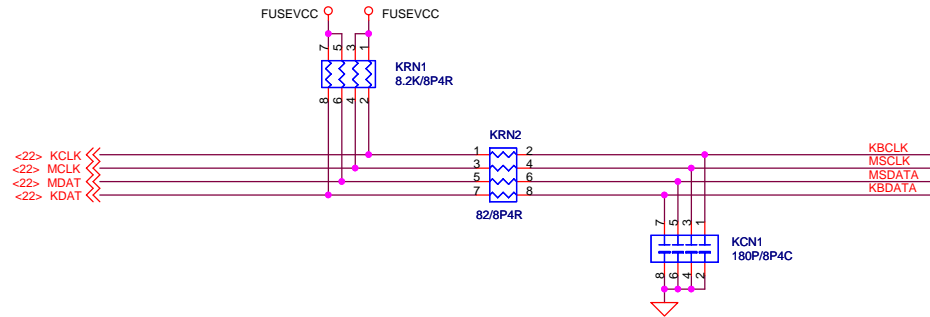 FUSEVCC FUSEVCC
7 5 3 1
KRN1
8.2K/8P4R
8 6 4 2
KRN2
<22> KCLK 1 2 KBCLK
<22> MCLK 3 4 MSCLK
<22> MDAT 5 6 MSDATA
<22> KDAT 7 8 KBDATA
82/8P4R
7 5 3 1
KCN1
180P/8P4C
8 6 4 2